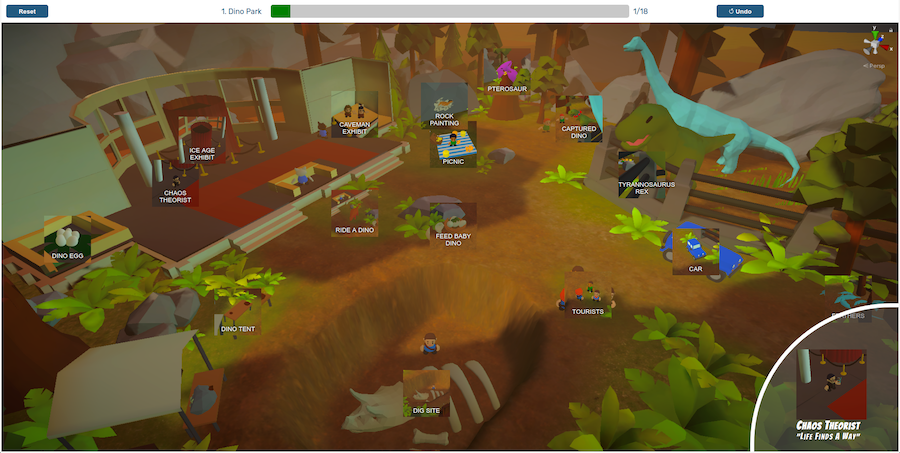 Reset
1. Dino Park
1/18
Undo
y
Persp
PTEROSAUR
ROCK
PAINTING
CAVEMAN
EXHIBIT
CAPTURED
DINO
ICE AGE
EXHIBIT
PICNIC
TYRANNOSAURUS
REX
CHAOS
THEORIST
RIDE A DINO
FEED BABY
DINO
DINO EGG
CAR
TOURISTS
DINO TENT
DIG SITE
Chaos Theorist
"Life Finds A Way"